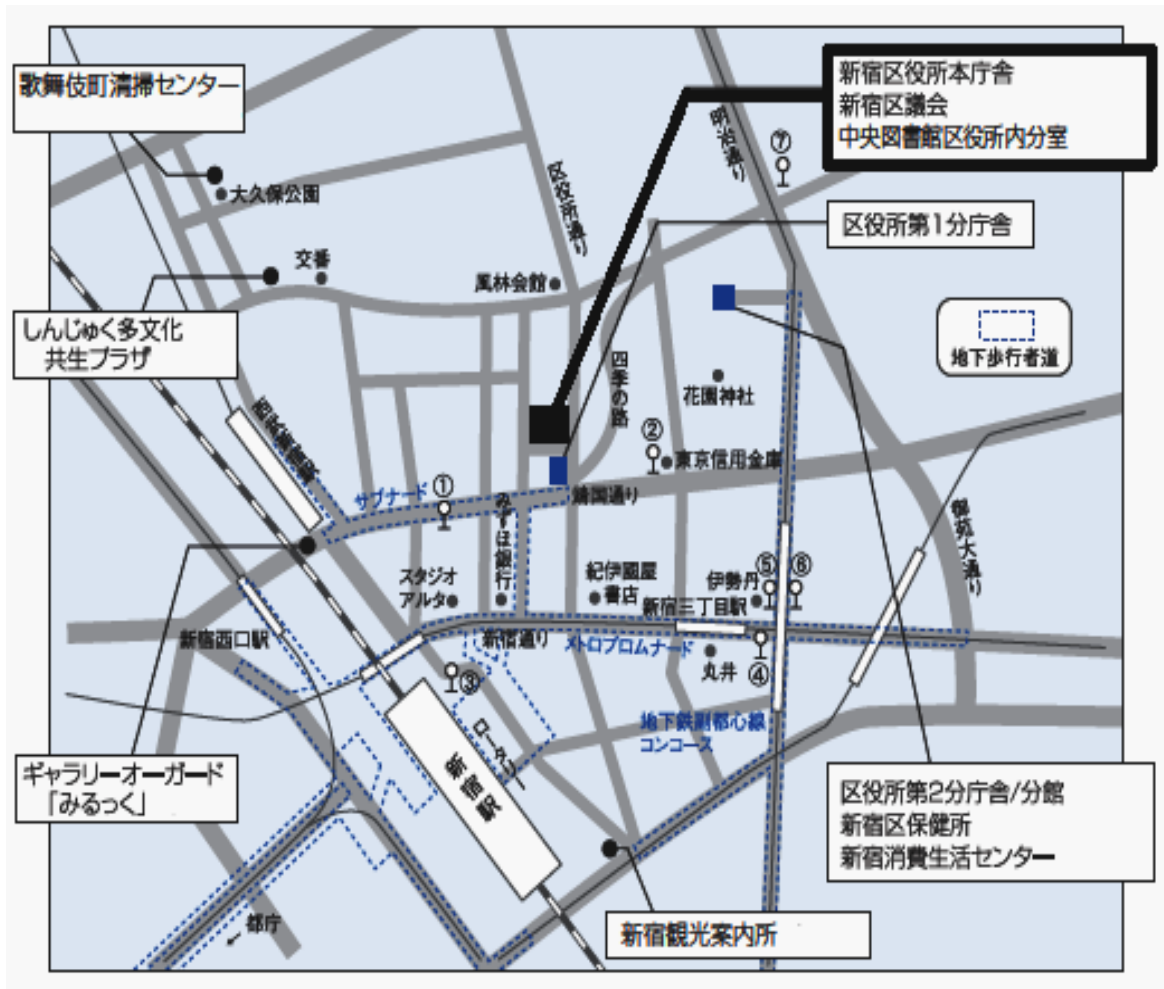 歌舞伎町清掃センター
新宿区役所本庁舎
新宿区議会
中央図書館区役所内分室
明治通り
⑦
区役所通り
大久保公園
区役所第1分庁舎
交番
風林会館
しんじゅく多文化
共生プラザ
地下歩行者道
四季の路
花園神社
西武新宿駅
②
東京信用金庫
サブナード
①
靖国通り
みずほ銀行
御苑大通り
スタジオ
アルタ
紀伊國屋
書店
伊勢丹
⑤
⑥
新宿三丁目駅
新宿西口駅
新宿通り
メトロプロムナード
丸井
④
③
地下鉄副都心線
コンコース
ロータリー
新宿駅
ギャラリーオーガード
「みるっく」
区役所第2分庁舎/分館
新宿区保健所
新宿消費生活センター
都庁
新宿観光案内所